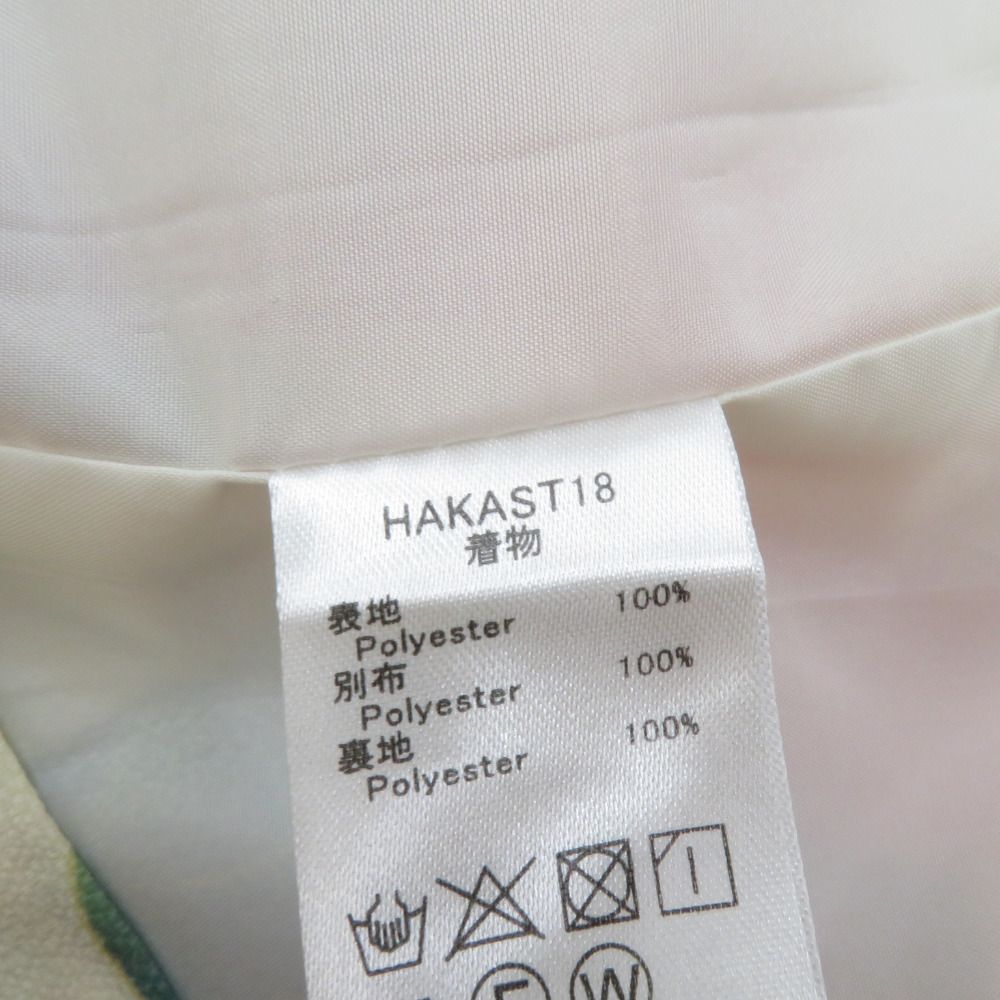 HAKAST18
着物
表地
Polyester 100%
別布
Polyester 100%
裏地
Polyester 100%
F W